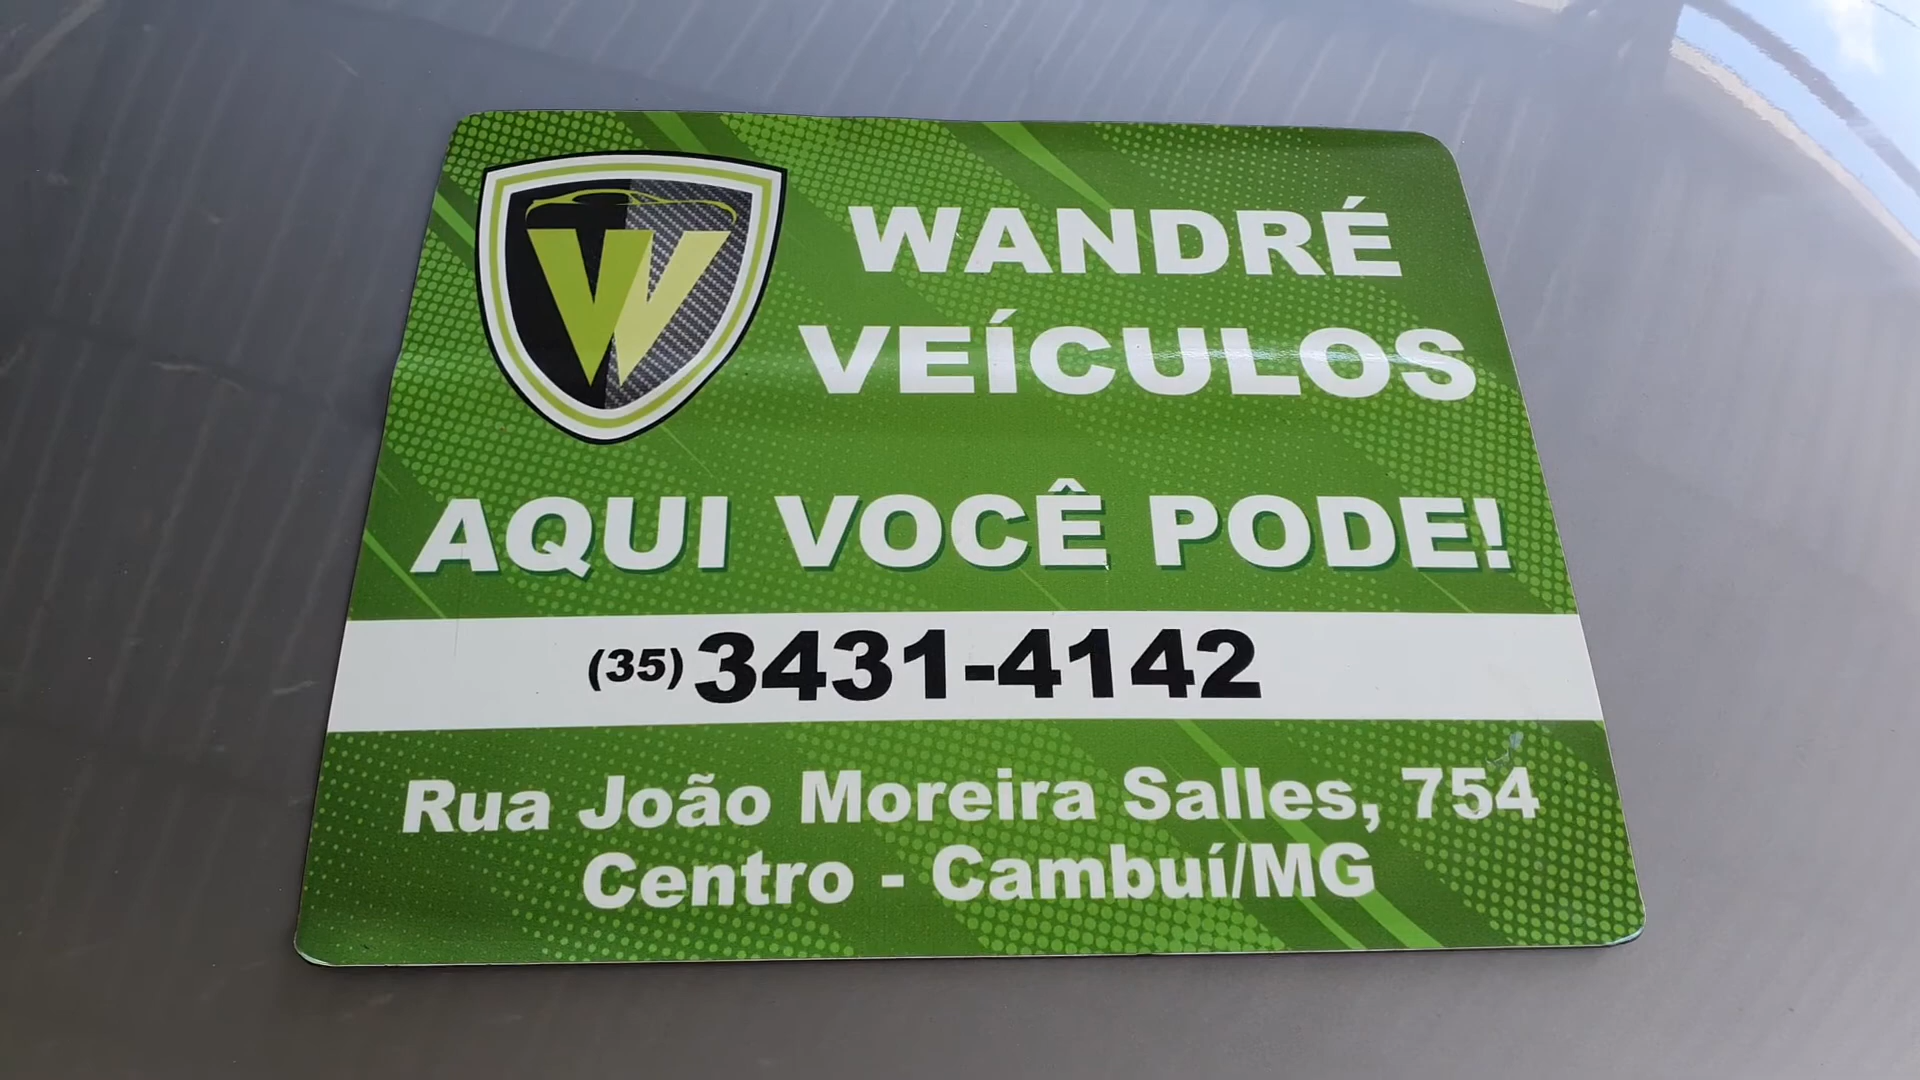 W
WANDRÉ
VEÍCULOS
AQUI VOCÊ PODE!
(35) 3431-4142
Rua João Moreira Salles, 754
Centro - Cambuí/MG